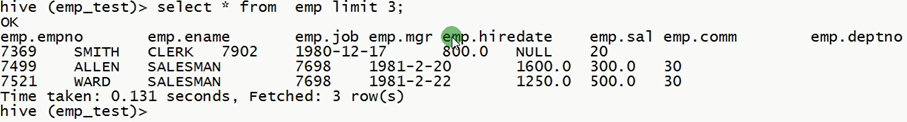 hive (emp_test)> select * from  emp limit 3;
OK
emp.empno       emp.ename       emp.job emp.mgr emp.hiredate    emp.sal emp.comm        emp.deptno
7369    SMITH   CLERK   7902    1980-12-17      800.0   NULL    20
7499    ALLEN   SALESMAN        7698    1981-2-20       1600.0  300.0   30
7521    WARD    SALESMAN        7698    1981-2-22       1250.0  500.0   30
Time taken: 0.131 seconds, Fetched: 3 row(s)
hive (emp_test)>